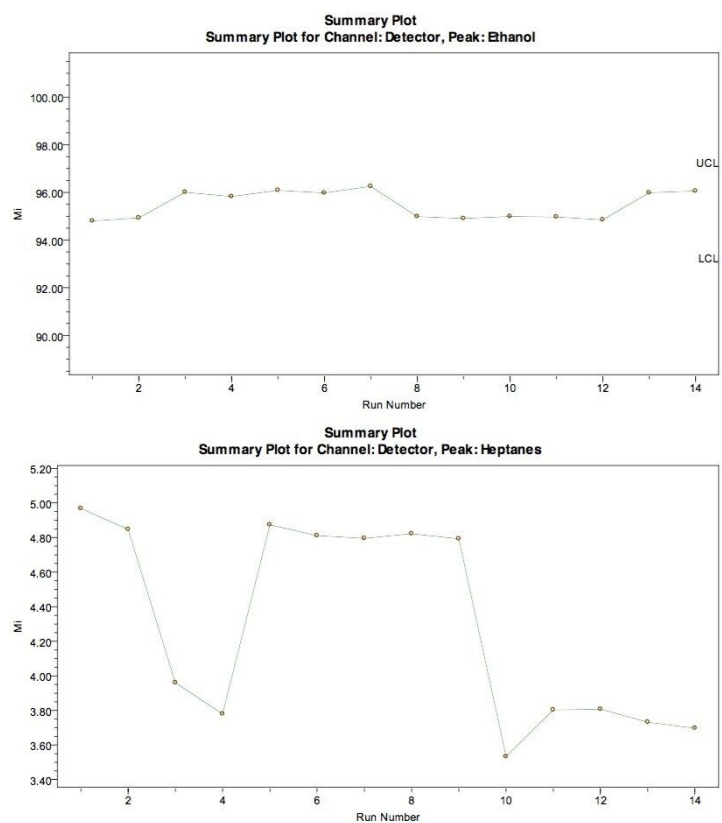 Summary Plot
Summary Plot for Channel: Detector, Peak: Ethanol
100.00
98.00
UCL
96.00
Mi
94.00
LCL
92.00
90.00
2 4 6 8 10 12 14
Run Number
Summary Plot
Summary Plot for Channel: Detector, Peak: Heptanes
5.20
5.00
4.80
4.60
4.40
Mi
4.20
4.00
3.80
3.60
3.40
2 4 6 8 10 12 14
Run Number